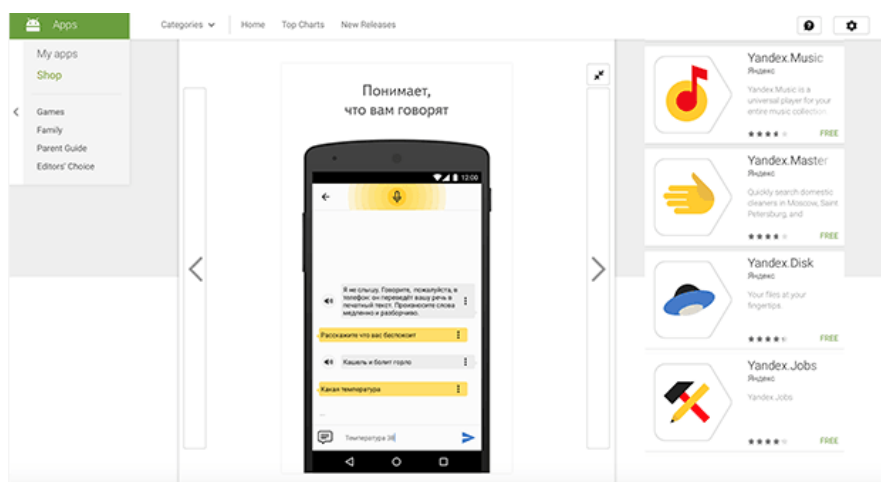 Apps
Categories
Home
Top Charts
New Releases
My apps
Shop
Games
Family
Parent Guide
Editors' Choice
Понимает,
что вам говорят
12:00
Я не слышу. Говорите, пожалуйста, в
телефон: он переведёт вашу речь в
печатный текст. Произносите слова
медленно и разборчиво.
Расскажите что вас беспокоит
Кашель и болит горло
Какая температура
...
Температура 38
Yandex.Music
Яндекс
Yandex.Music is a
universal player for your
entire music collection.
FREE
Yandex.Master
Яндекс
Quickly search domestic
cleaners in Moscow, Saint
Petersburg, and
FREE
Yandex.Disk
Яндекс
Your files at your
fingertips.
FREE
Yandex.Jobs
Яндекс
Yandex.Jobs
FREE